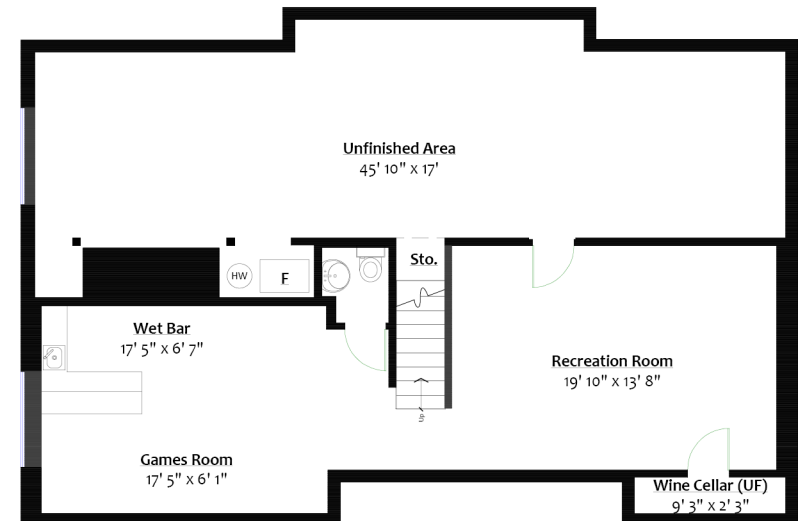 Unfinished Area
45' 10" x 17'
Sto.
HW
F
Wet Bar
17' 5" x 6' 7"
Recreation Room
19' 10" x 13' 8"
up
Games Room
17' 5" x 6' 1"
Wine Cellar (UF)
9' 3" x 2' 3"